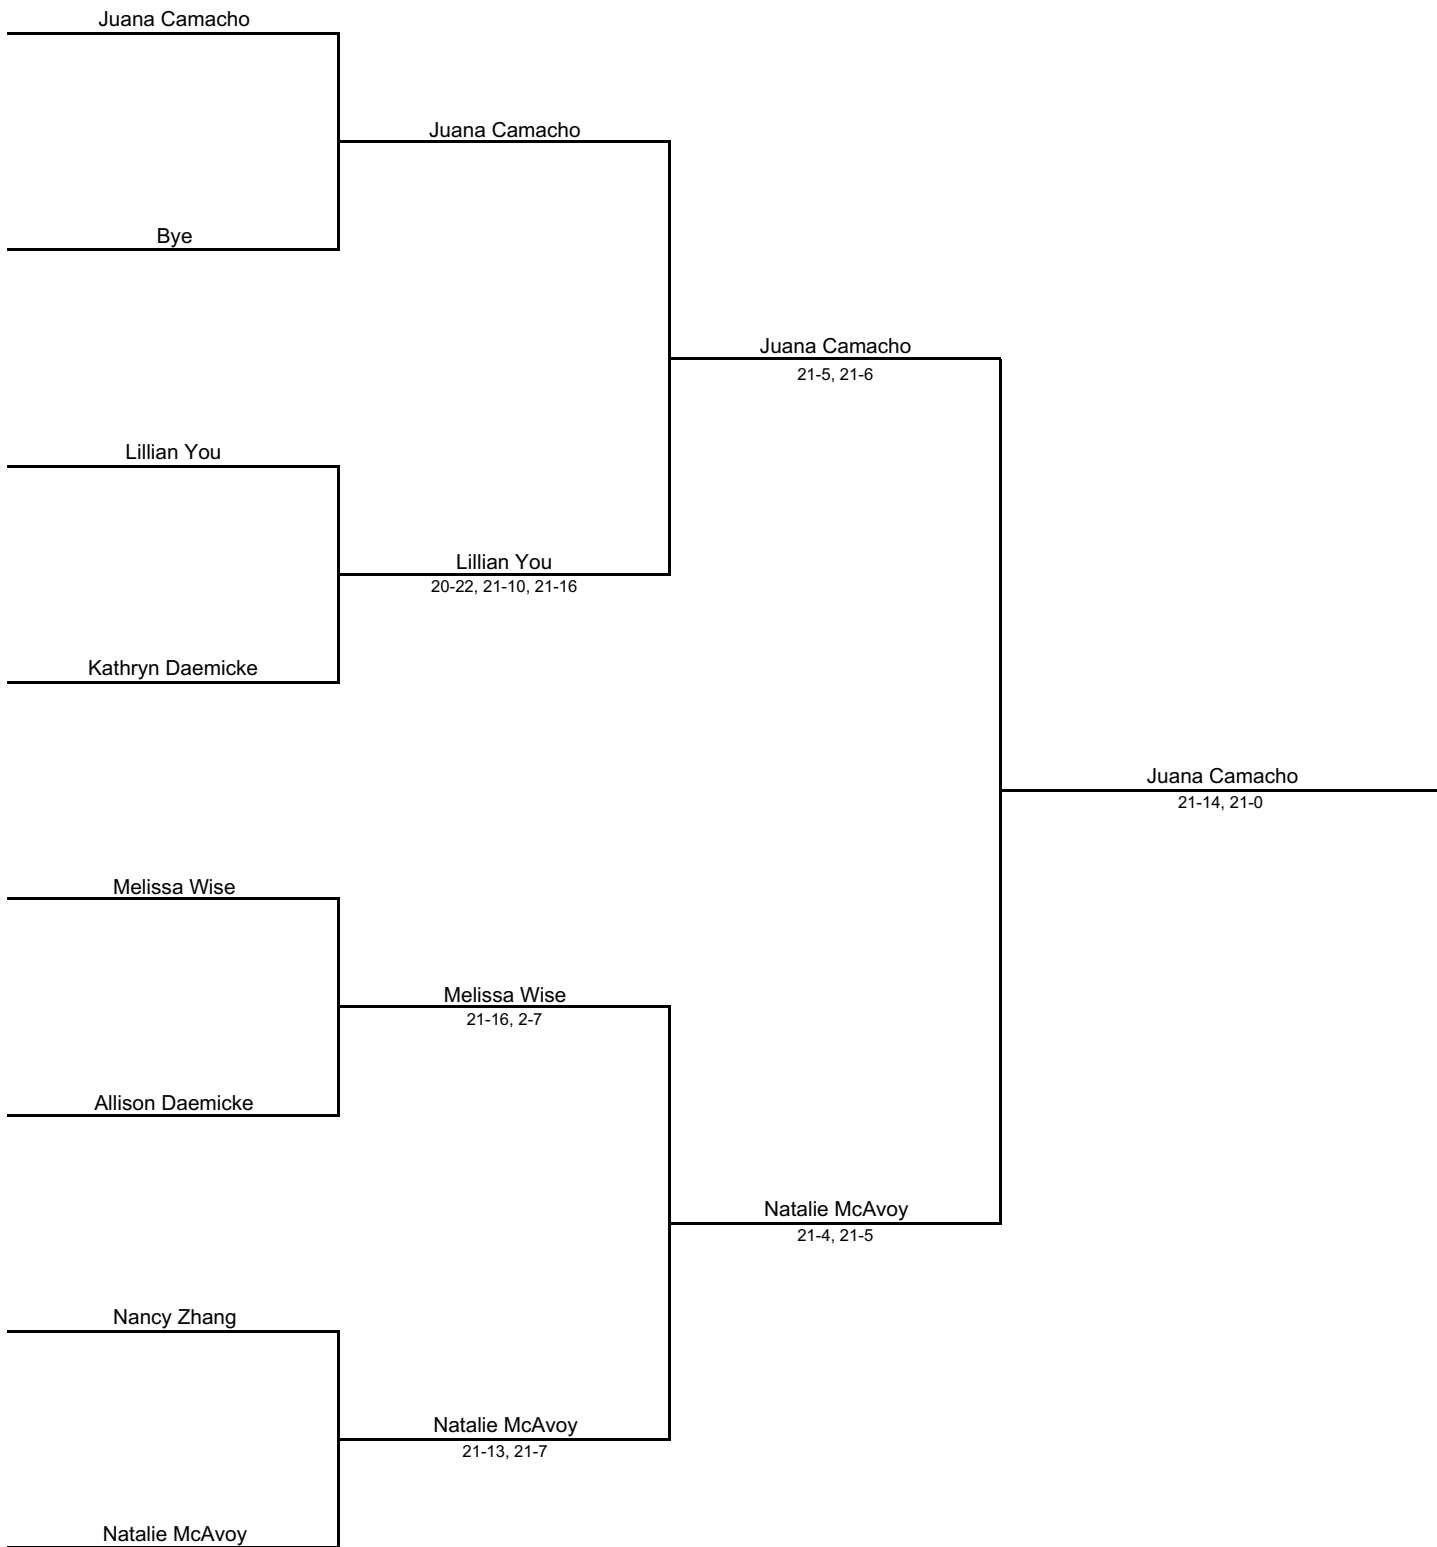 Juana Camacho
Juana Camacho
Bye
Juana Camacho
21-5, 21-6
Lillian You
Lillian You
20-22, 21-10, 21-16
Kathryn Daemicke
Juana Camacho
21-14, 21-0
Melissa Wise
Melissa Wise
21-16, 2-7
Allison Daemicke
Natalie McAvoy
21-4, 21-5
Nancy Zhang
Natalie McAvoy
21-13, 21-7
Natalie McAvoy